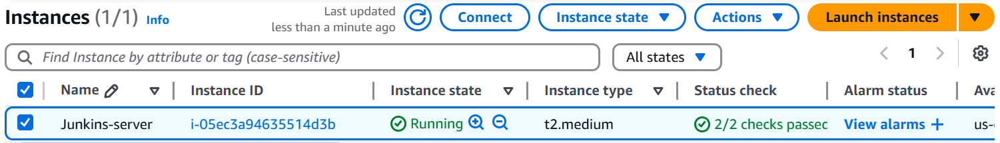 Instances (1/1) Info
Last updated
less than a minute ago
Connect
Instance state
Actions
Launch instances
Find Instance by attribute or tag (case-sensitive)
All states
1
Name Instance ID Instance state Instance type Status check Alarm status Ava
Junkins-server i-05ec3a94635514d3b Running t2.medium 2/2 checks passed View alarms + us-